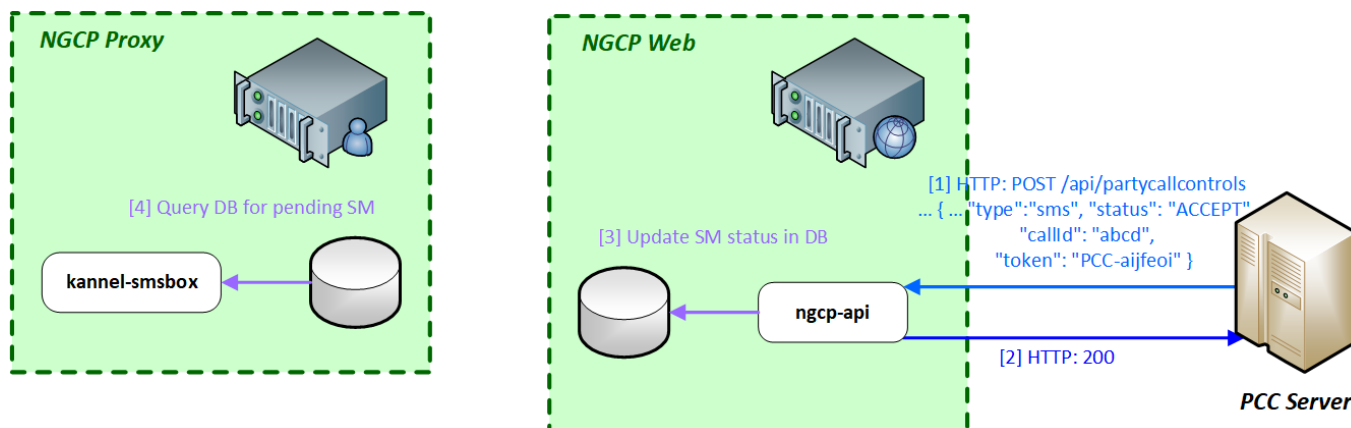 NGCP Proxy
[4] Query DB for pending SM
kannel-smsbox
NGCP Web
[3] Update SM status in DB
ngcp-api
[1] HTTP: POST /api/partycallcontrols
... { ... "type":"sms", "status": "ACCEPT"
"callId": "abcd",
"token": "PCC-aijfeoi" }
[2] HTTP: 200
PCC Server